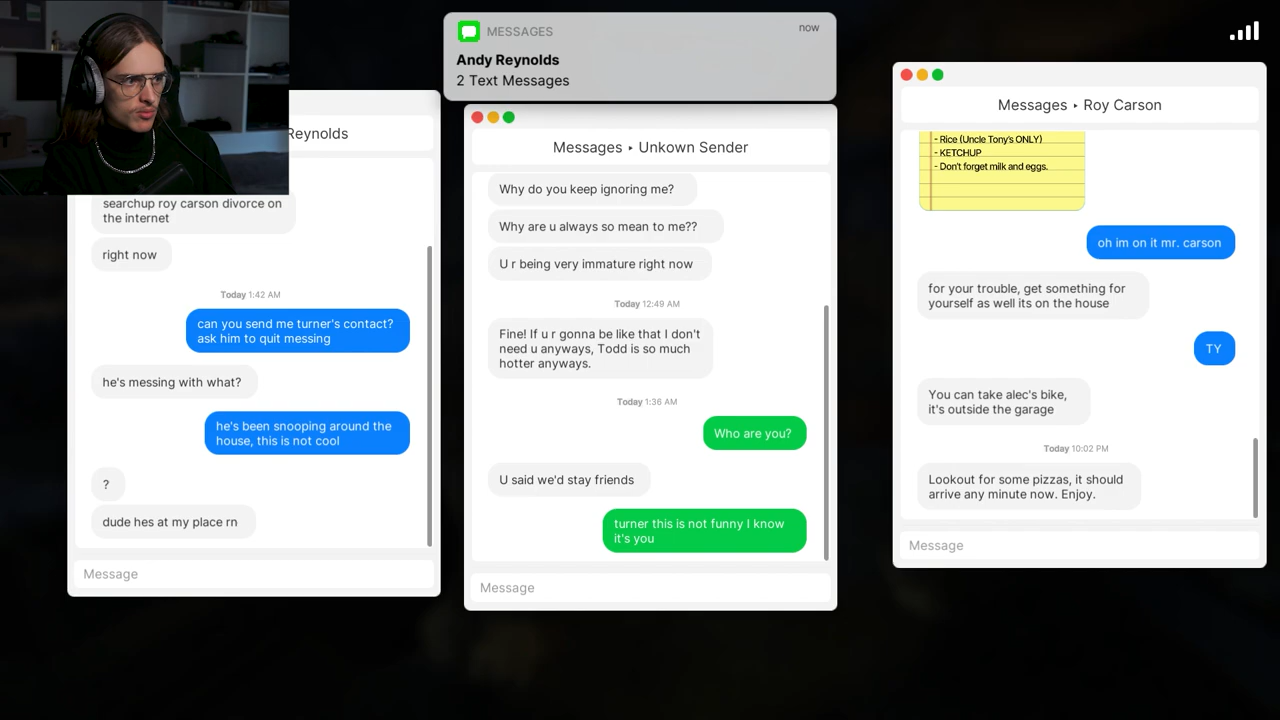 MESSAGES
now
Andy Reynolds
2 Text Messages
Reynolds
searchup roy carson divorce on
the internet
right now
Today 1:42 AM
can you send me turner's contact?
ask him to quit messing
he's messing with what?
he's been snooping around the
house, this is not cool
?
dude hes at my place rn
Message
Messages ‣ Unkown Sender
Why do you keep ignoring me?
Why are u always so mean to me??
U r being very immature right now
Today 12:49 AM
Fine! If u r gonna be like that I don't
need u anyways, Todd is so much
hotter anyways.
Today 1:36 AM
Who are you?
U said we'd stay friends
turner this is not funny I know
it's you
Message
Messages ‣ Roy Carson
- Rice (Uncle Tony's ONLY)
- KETCHUP
- Don't forget milk and eggs.
oh im on it mr. carson
for your trouble, get something for
yourself as well its on the house
TY
You can take alec's bike,
it's outside the garage
Today 10:02 PM
Lookout for some pizzas, it should
arrive any minute now. Enjoy.
Message